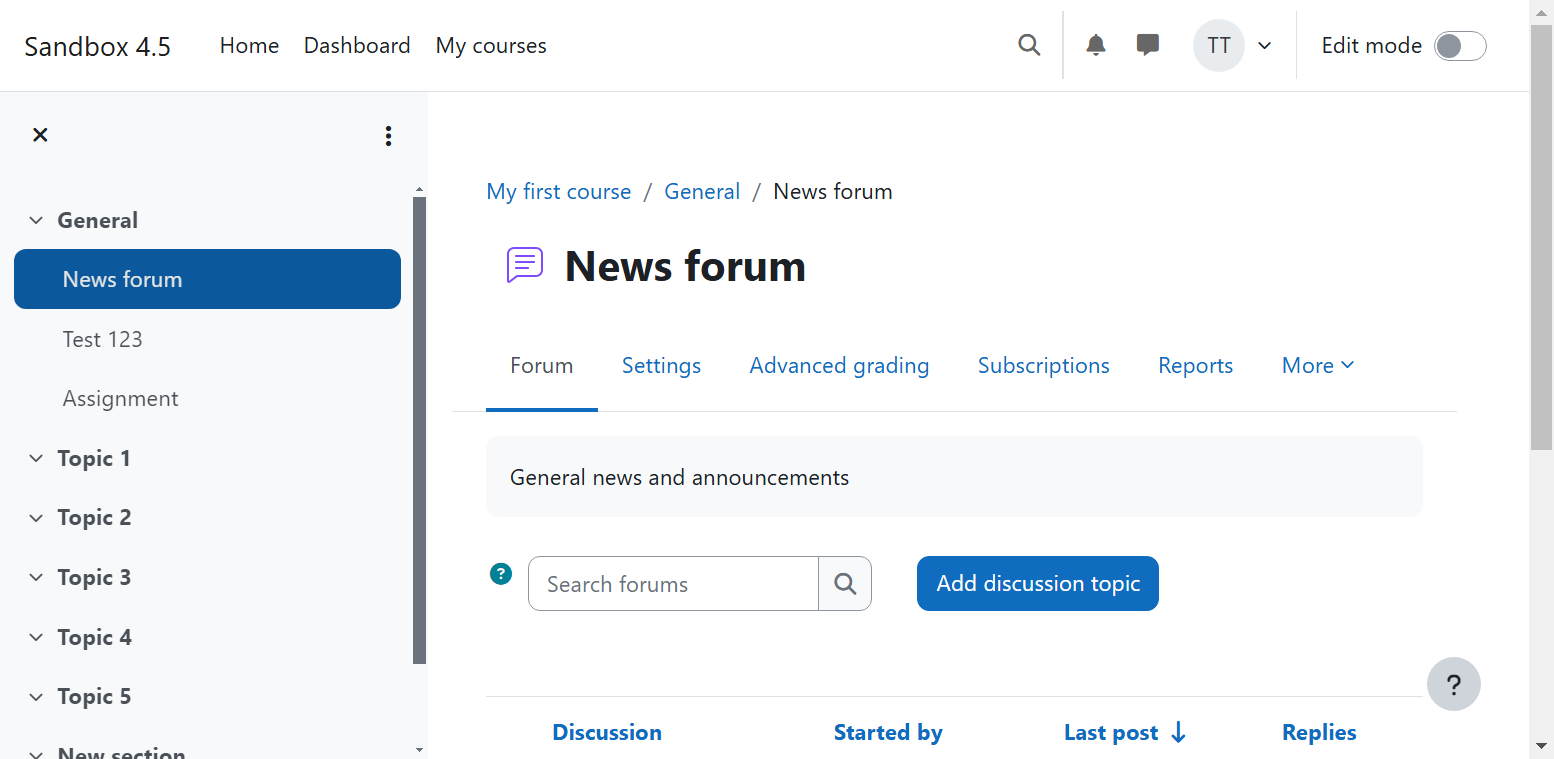 Sandbox 4.5 Home Dashboard My courses TT Edit mode
General
News forum
Test 123
Assignment
Topic 1
Topic 2
Topic 3
Topic 4
Topic 5
New section
My first course / General / News forum
News forum
Forum Settings Advanced grading Subscriptions Reports More
General news and announcements
? Search forums Add discussion topic
?
Discussion Started by Last post ↓ Replies